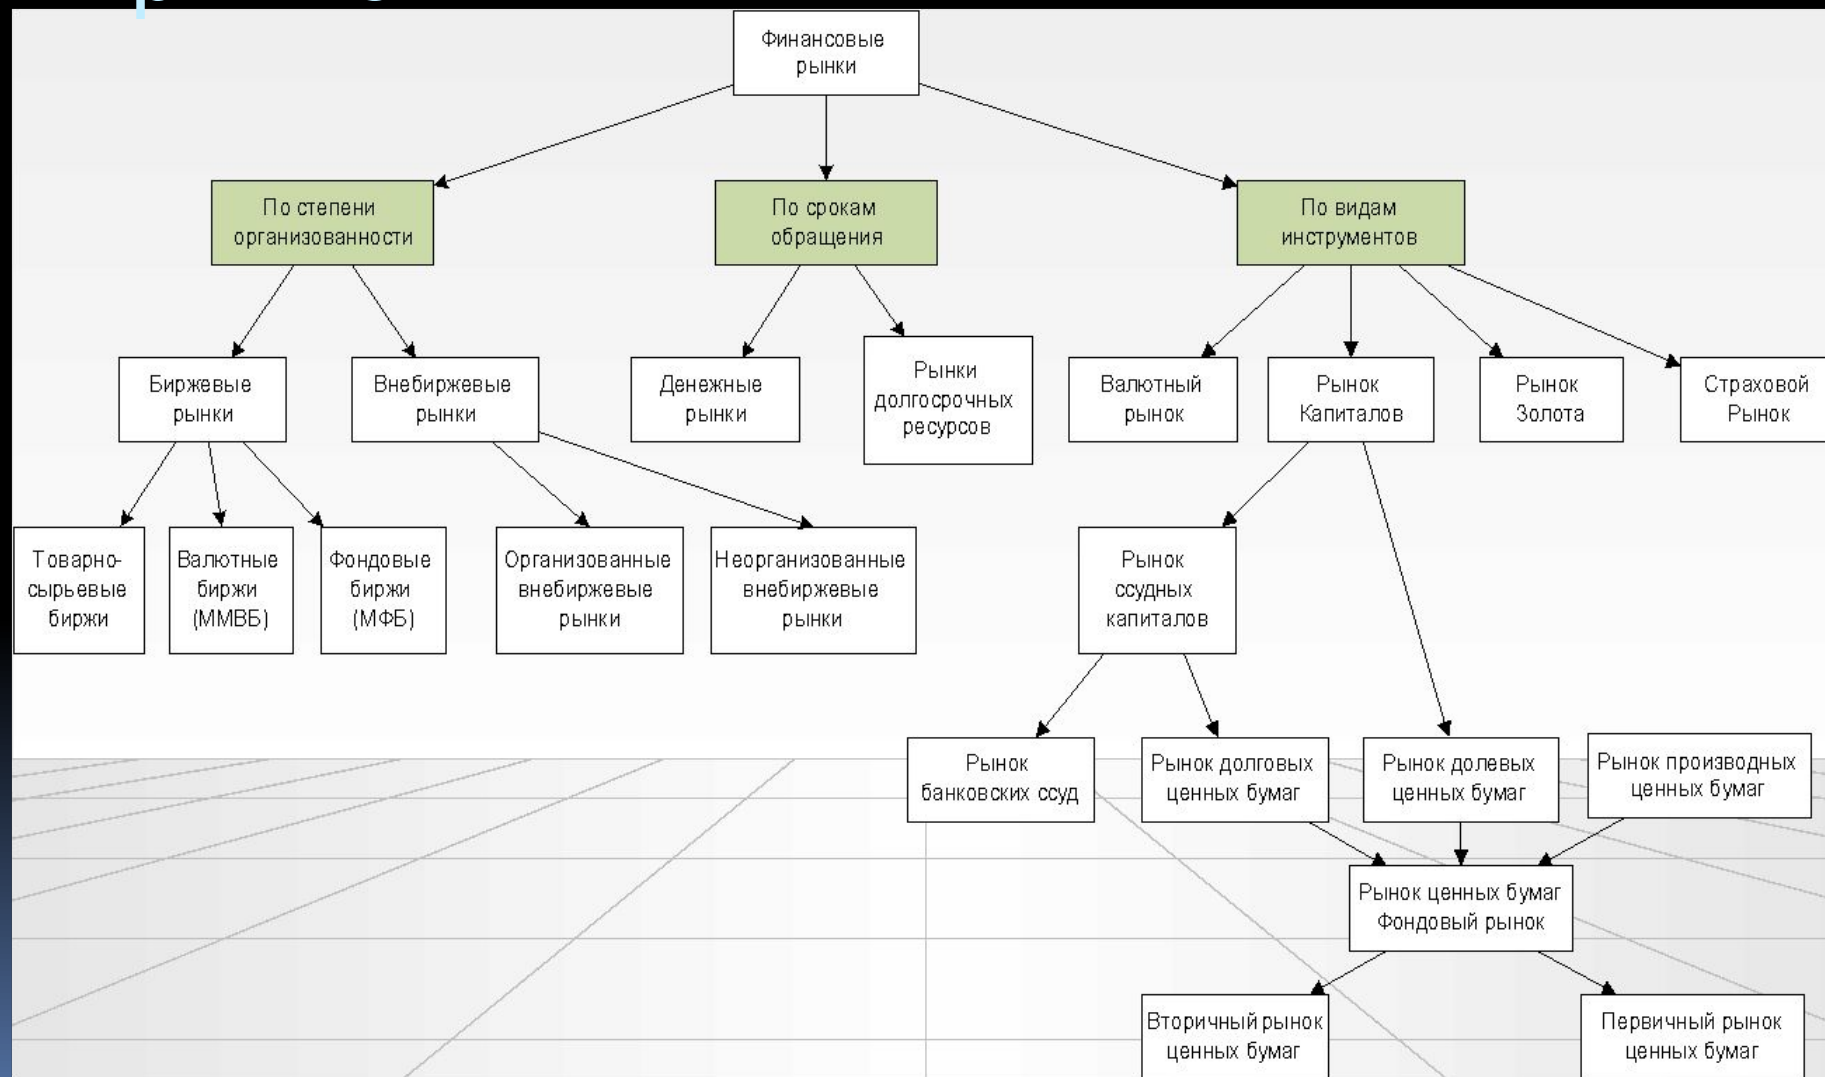 Финансовые
рынки
По степени
организованности
По срокам
обращения
По видам
инструментов
Биржевые
рынки
Внебиржевые
рынки
Денежные
рынки
Рынки
долгосрочных
ресурсов
Валютный
рынок
Рынок
Капиталов
Рынок
Золота
Страховой
Рынок
Товарно-
сырьевые
биржи
Валютные
биржи
(ММВБ)
Фондовые
биржи
(МФБ)
Организованные
внебиржевые
рынки
Неорганизованные
внебиржевые
рынки
Рынок
ссудных
капиталов
Рынок
банковских ссуд
Рынок долговых
ценных бумаг
Рынок долевых
ценных бумаг
Рынок производных
ценных бумаг
Рынок ценных бумаг
Фондовый рынок
Вторичный рынок
ценных бумаг
Первичный рынок
ценных бумаг